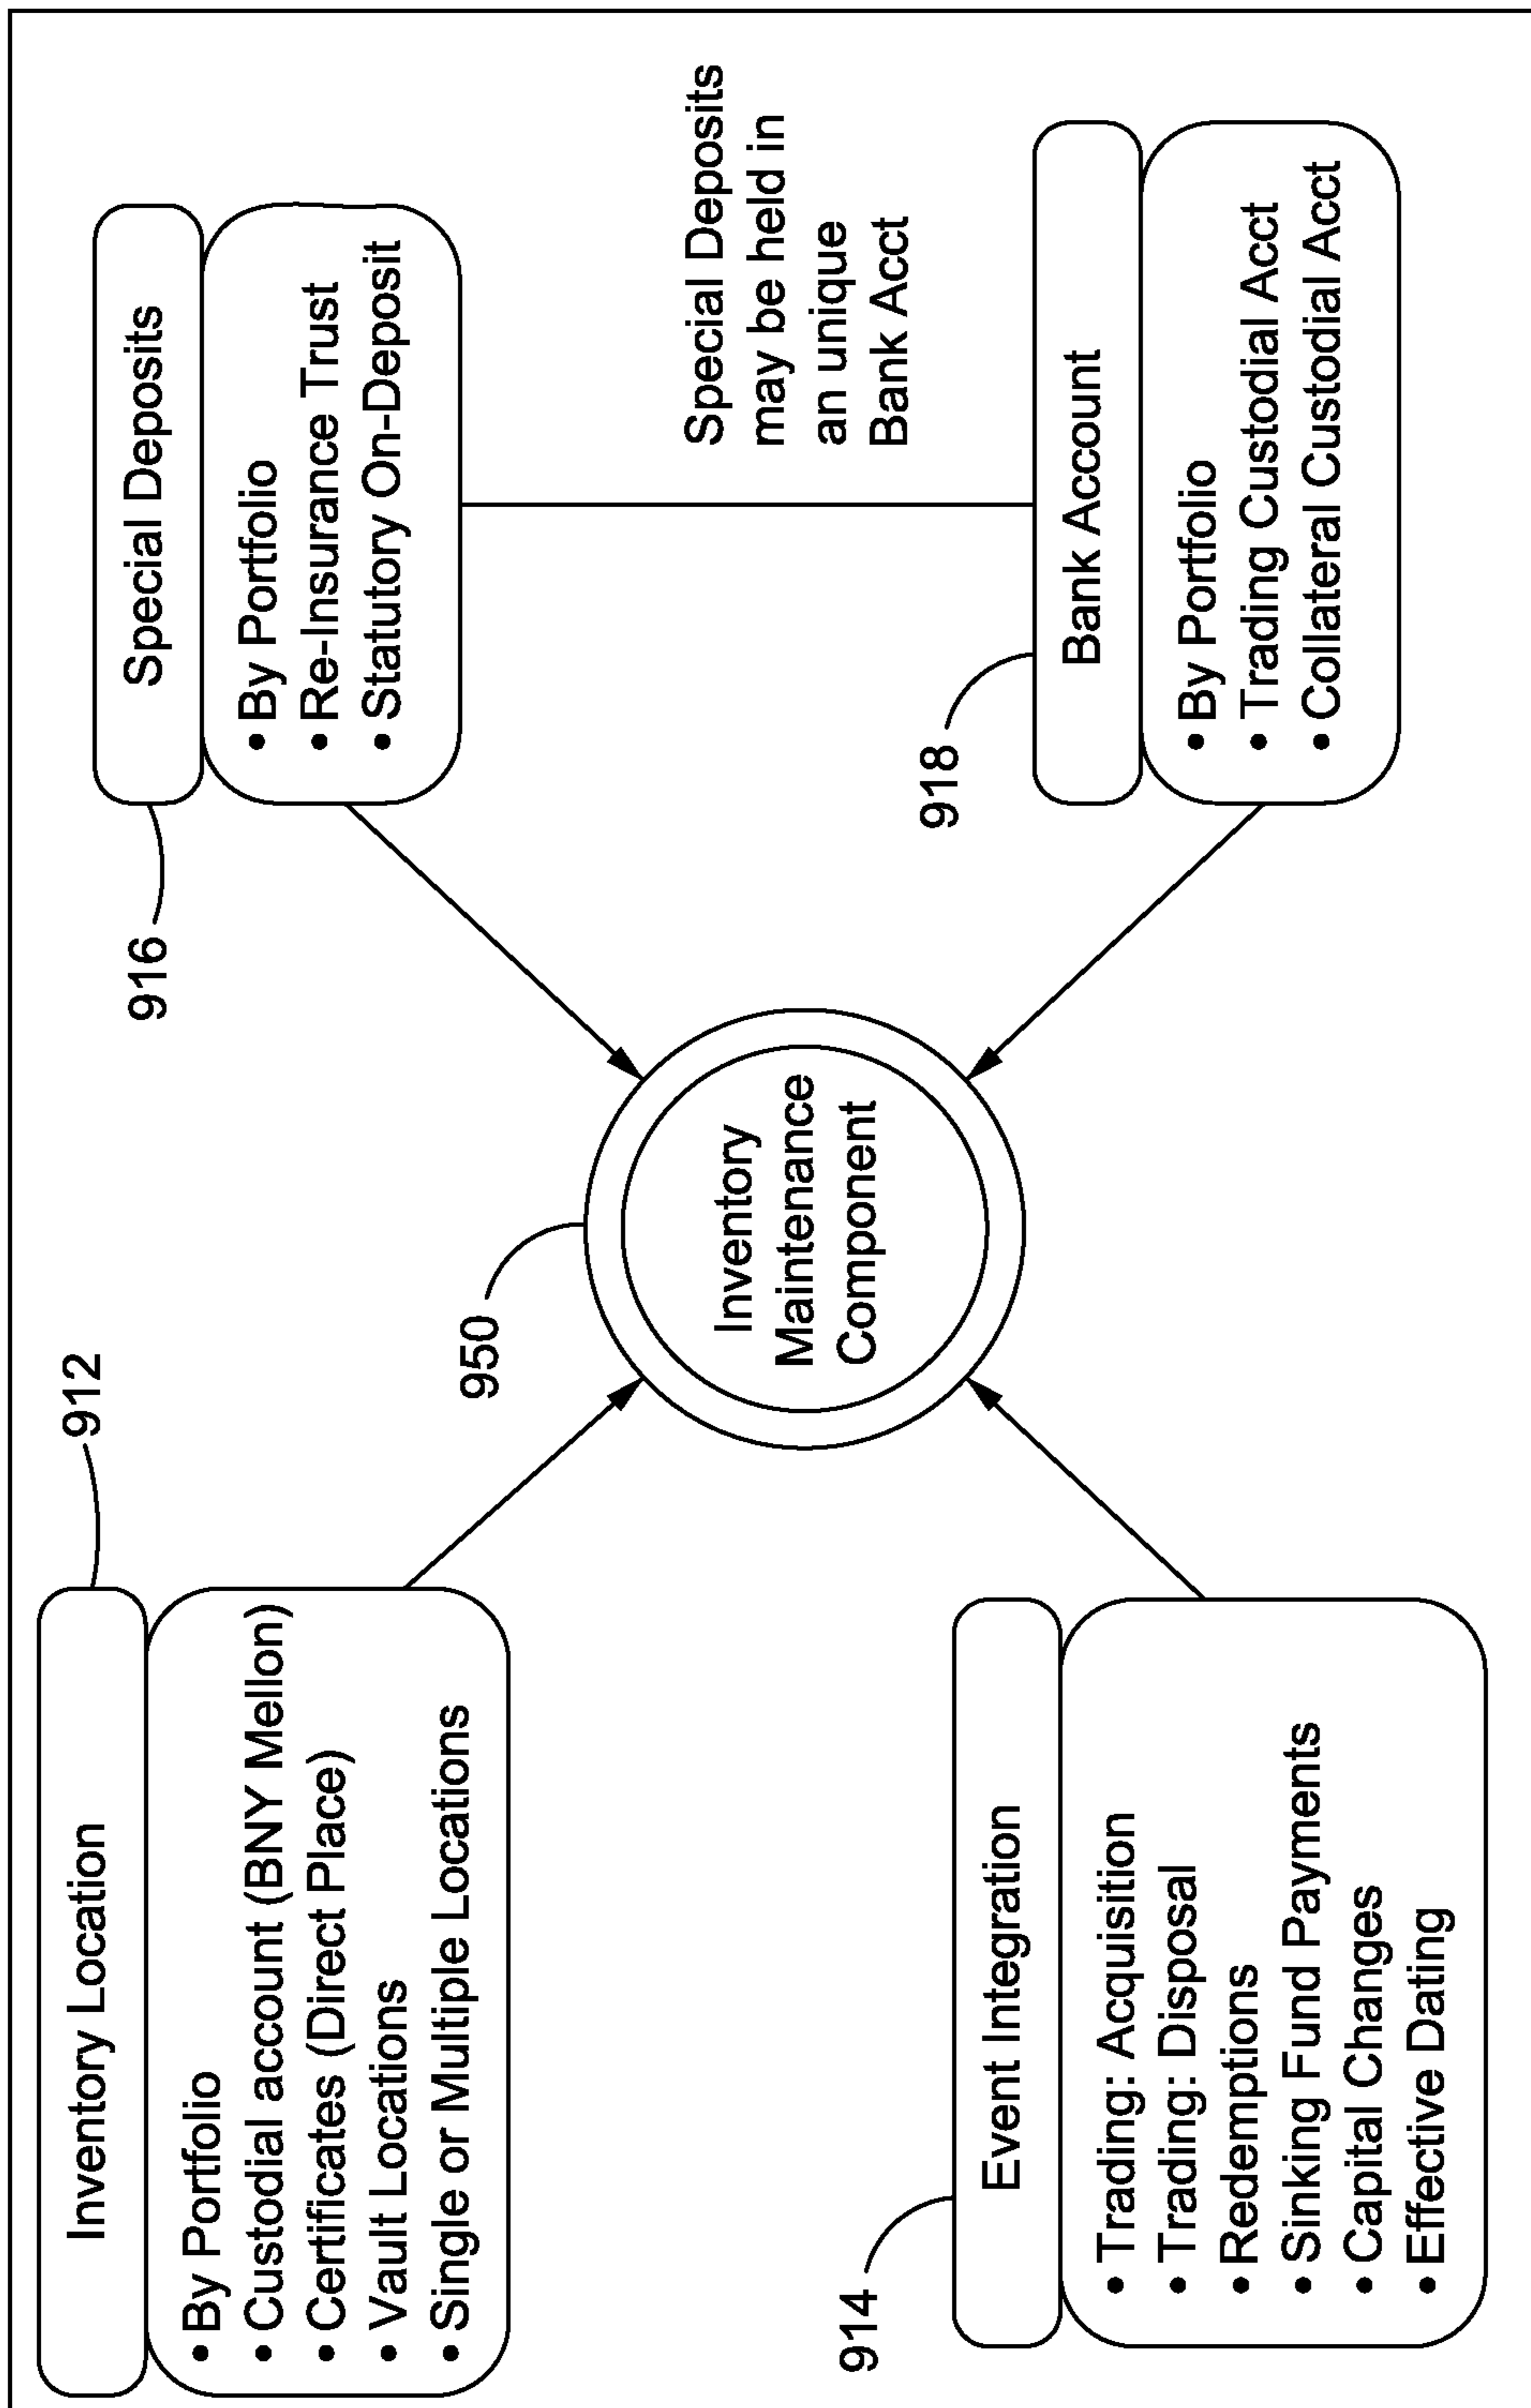 Inventory Location
912
• By Portfolio
• Custodial account (BNY Mellon)
• Certificates (Direct Place)
• Vault Locations
• Single or Multiple Locations
916
Special Deposits
• By Portfolio
• Re-Insurance Trust
• Statutory On-Deposit
950
Inventory
Maintenance
Component
Special Deposits
may be held in
an unique
Bank Acct
914
Event Integration
• Trading: Acquisition
• Trading: Disposal
• Redemptions
• Sinking Fund Payments
• Capital Changes
• Effective Dating
918
Bank Account
• By Portfolio
• Trading Custodial Acct
• Collateral Custodial Acct